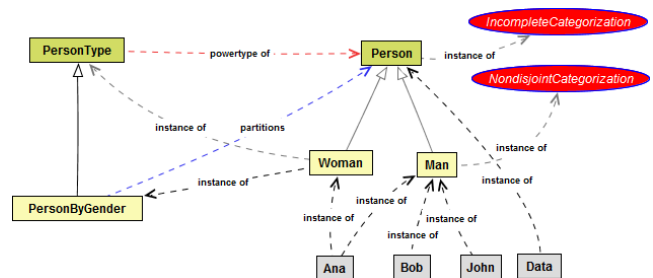 IncompleteCategorization
PersonType
powertype of
Person
instance of
NondisjointCategorization
instance of
partitions
instance of
Woman
Man
instance of
instance of
PersonByGender
instance of
instance of
instance of
instance of
Ana
Bob
John
Data